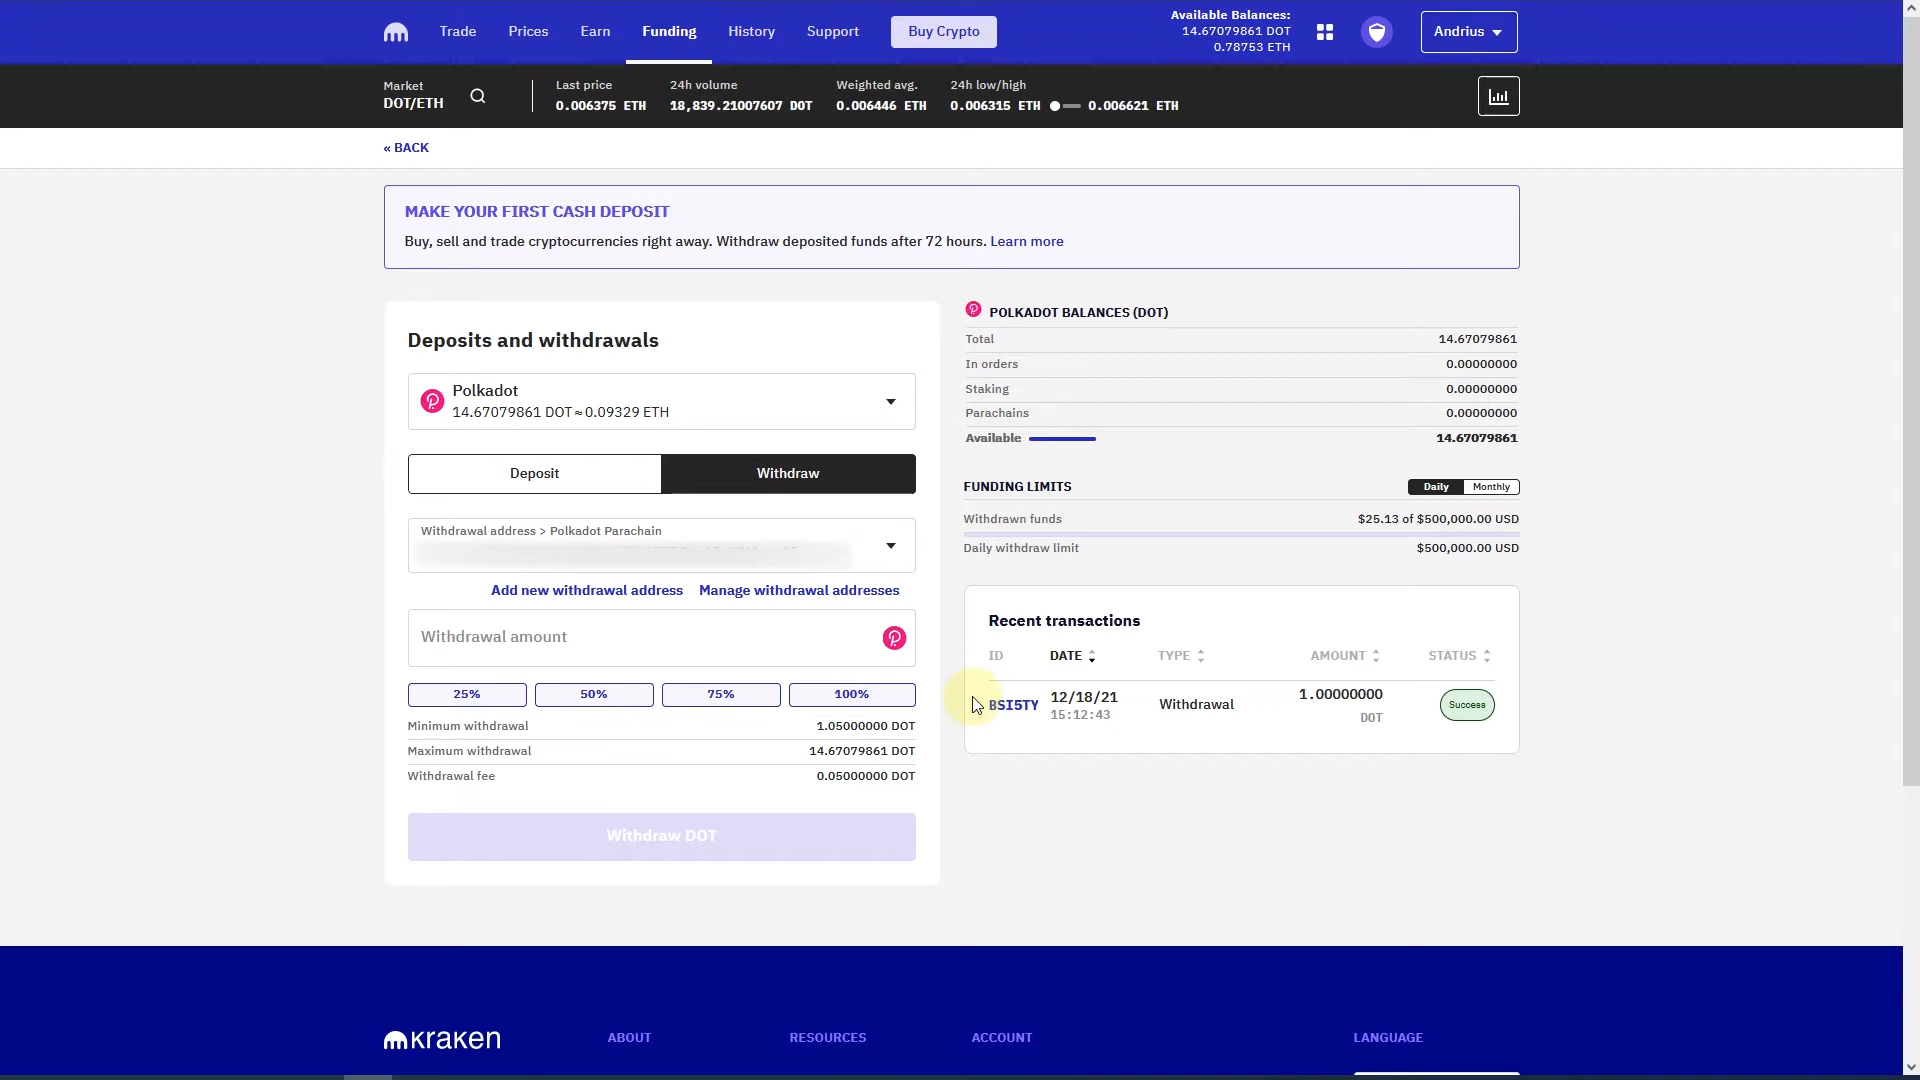 Trade Prices Earn Funding History Support Buy Crypto
Available Balances:
14.67079861 DOT
0.78753 ETH
Andrius
Market
DOT/ETH
Last price
0.006375 ETH
24h volume
18,839.21007607 DOT
Weighted avg.
0.006446 ETH
24h low/high
0.006315 ETH 0.006621 ETH
« BACK
MAKE YOUR FIRST CASH DEPOSIT
Buy, sell and trade cryptocurrencies right away. Withdraw deposited funds after 72 hours. Learn more
Deposits and withdrawals
Polkadot
14.67079861 DOT ≈ 0.09329 ETH
Deposit Withdraw
Withdrawal address > Polkadot Parachain
Add new withdrawal address Manage withdrawal addresses
Withdrawal amount
25% 50% 75% 100%
Minimum withdrawal 1.05000000 DOT
Maximum withdrawal 14.67079861 DOT
Withdrawal fee 0.05000000 DOT
Withdraw DOT
POLKADOT BALANCES (DOT)
Total 14.67079861
In orders 0.00000000
Staking 0.00000000
Parachains 0.00000000
Available 14.67079861
FUNDING LIMITS Daily Monthly
Withdrawn funds $25.13 of $500,000.00 USD
Daily withdraw limit $500,000.00 USD
Recent transactions
ID DATE TYPE AMOUNT STATUS
BSI5TY 12/18/21 Withdrawal 1.00000000 Success
15:12:43 DOT
kraken ABOUT RESOURCES ACCOUNT LANGUAGE